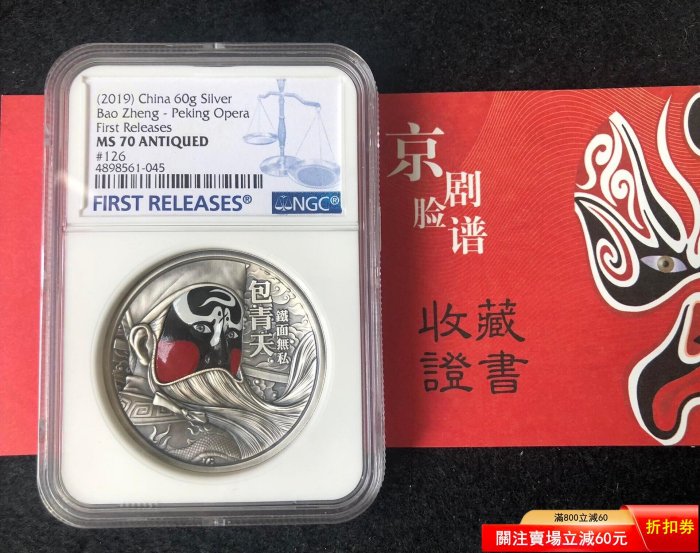 (2019) China 60g Silver
Bao Zheng - Peking Opera
First Releases
MS 70 ANTIQUED
#126
4898561-045
FIRST RELEASES®
NGC®
包青天
鐵面無私
京剧
脸谱
收藏
證書
滿800立減60
關注賣場立減60元
折扣券